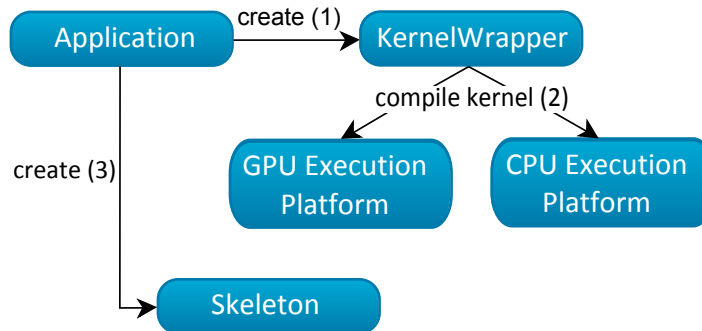 create (1)
Application
KernelWrapper
compile kernel (2)
GPU Execution
Platform
CPU Execution
Platform
create (3)
Skeleton